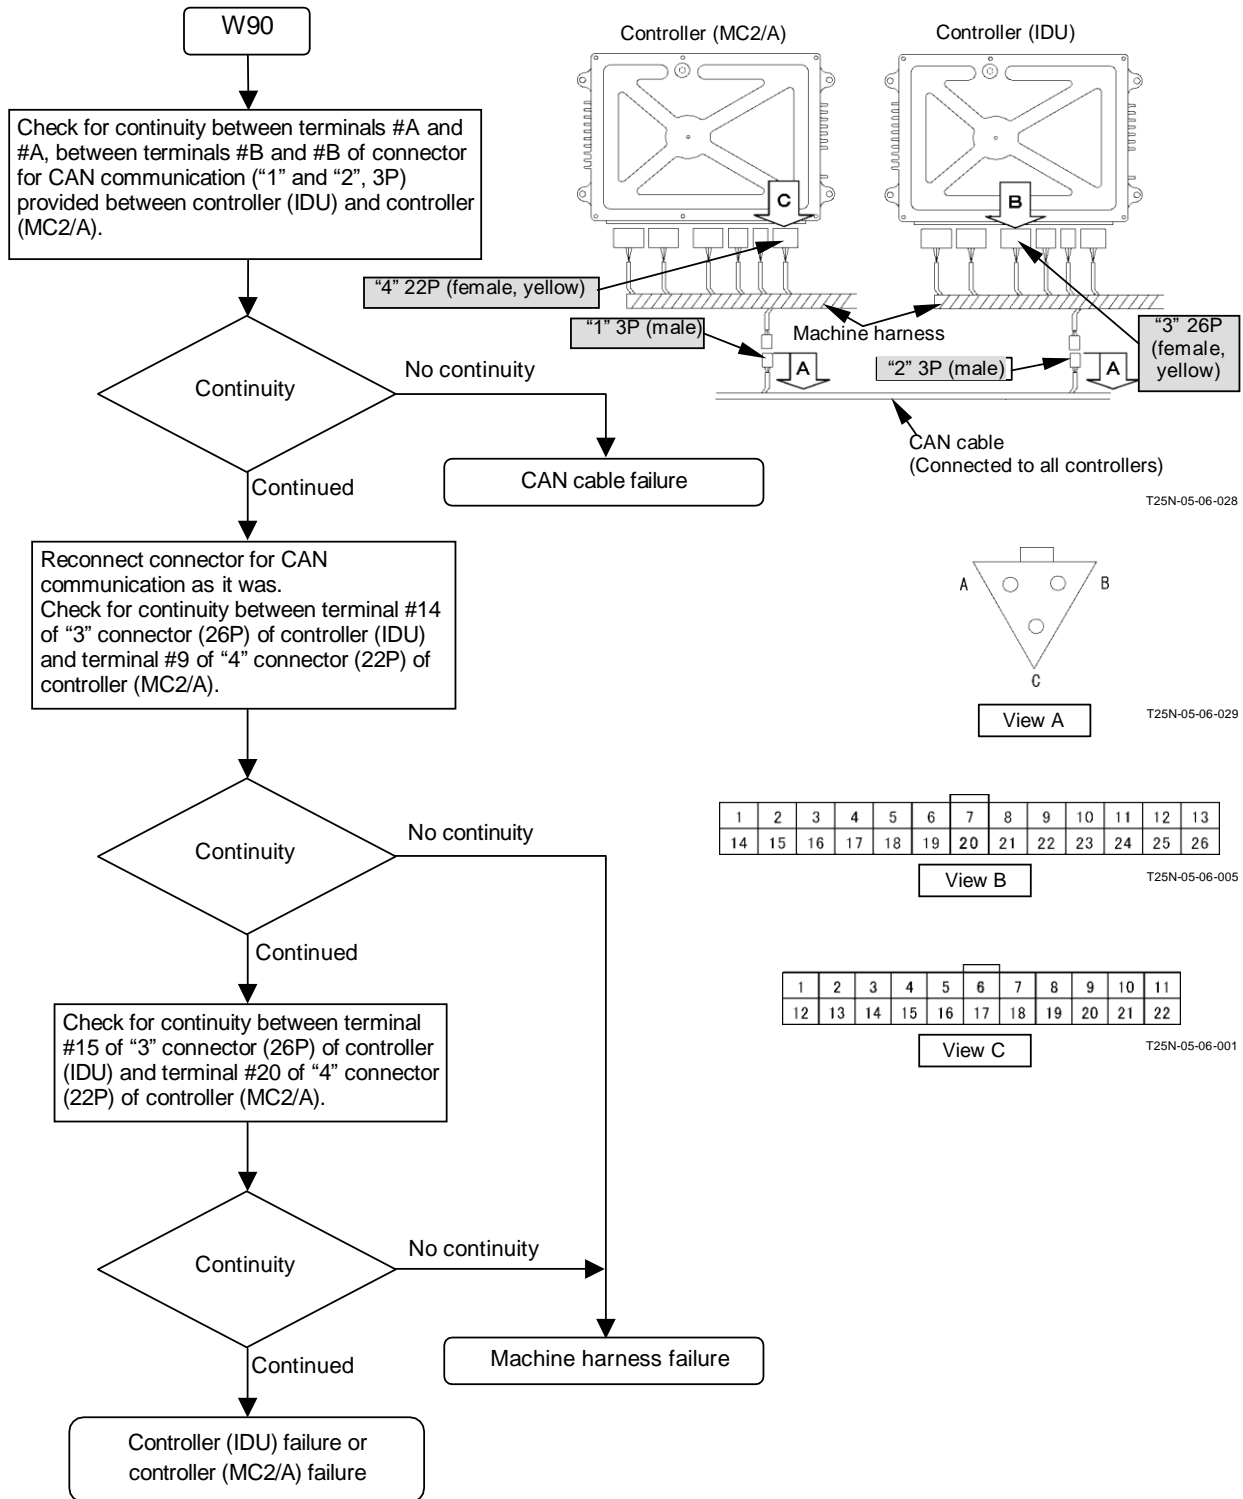 W90
Check for continuity between terminals #A and
#A, between terminals #B and #B of connector
for CAN communication (“1” and “2”, 3P)
provided between controller (IDU) and controller
(MC2/A).
Continuity
No continuity
CAN cable failure
Continued
Reconnect connector for CAN
communication as it was.
Check for continuity between terminal #14
of “3” connector (26P) of controller (IDU)
and terminal #9 of “4” connector (22P) of
controller (MC2/A).
Continuity
No continuity
Continued
Check for continuity between terminal
#15 of “3” connector (26P) of controller
(IDU) and terminal #20 of “4” connector
(22P) of controller (MC2/A).
Continuity
No continuity
Machine harness failure
Continued
Controller (IDU) failure or
controller (MC2/A) failure
Controller (MC2/A)
Controller (IDU)
C
B
“4” 22P (female, yellow)
“1” 3P (male)
Machine harness
“3” 26P
(female,
yellow)
A
“2” 3P (male)
A
CAN cable
(Connected to all controllers)
T25N-05-06-028
A
B
C
View A
T25N-05-06-029
1 2 3 4 5 6 7 8 9 10 11 12 13
14 15 16 17 18 19 20 21 22 23 24 25 26
View B
T25N-05-06-005
1 2 3 4 5 6 7 8 9 10 11
12 13 14 15 16 17 18 19 20 21 22
View C
T25N-05-06-001